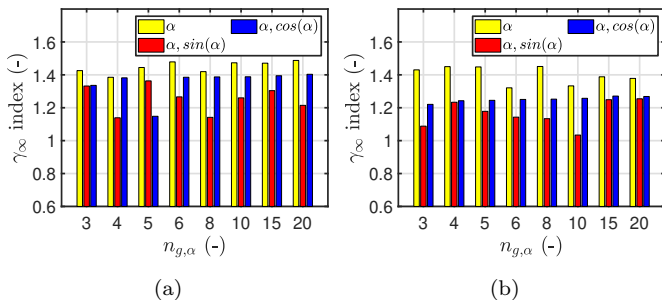 α α, cos(α)
α, sin(α)
1.6
1.4
1.2
1
0.8
0.6
γ∞ index (-)
3 4 5 6 8 10 15 20
n_{g,α} (-)
(a)
α α, cos(α)
α, sin(α)
1.6
1.4
1.2
1
0.8
0.6
γ∞ index (-)
3 4 5 6 8 10 15 20
n_{g,α} (-)
(b)